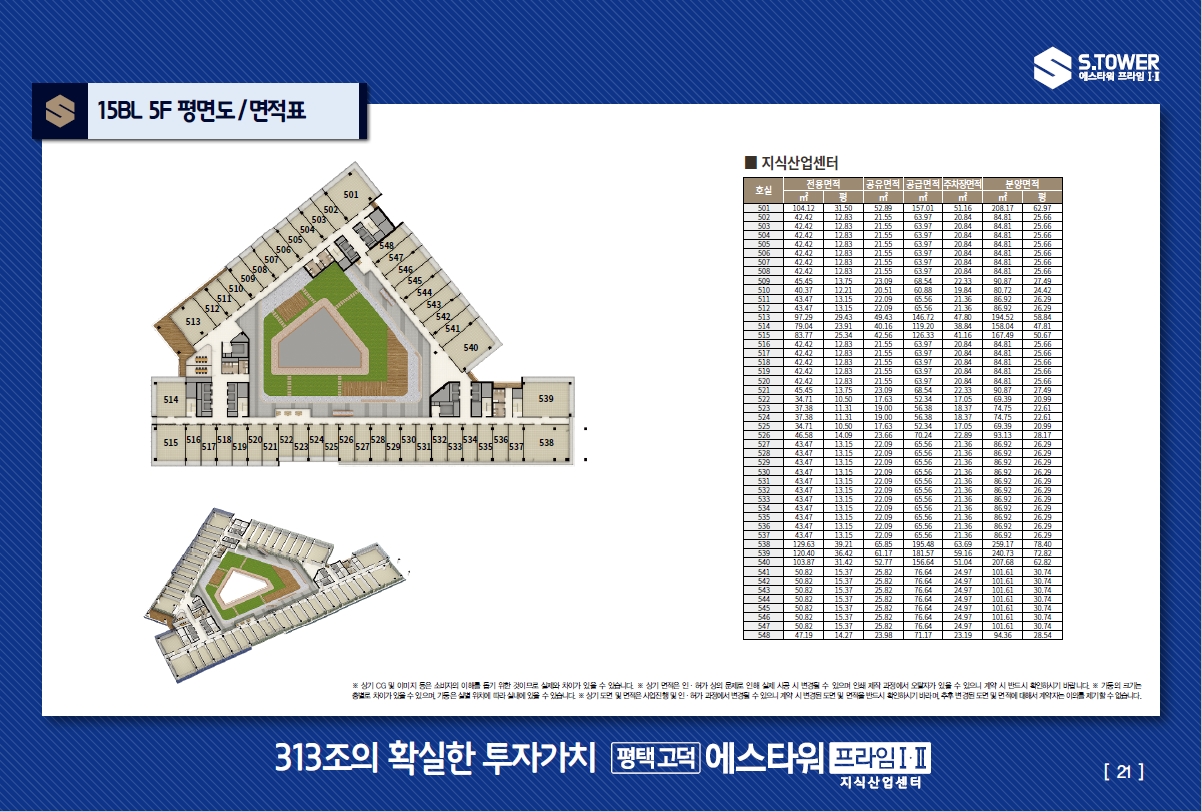 S.TOWER
에스타워 프라임 I·II
15BL 5F 평면도/면적표
501
502
503
504
505
506
507
508
509
510
511
512
513
548
547
546
545
544
543
542
541
540
514
539
515 516 517 518 519 520 521 522 523 524 525 526 527 528 529 530 531 532 533 534 535 536 537 538
■ 지식산업센터
호실 전용면적 공유면적 공급면적 주차장면적 분양면적
㎡ 평 ㎡ ㎡ ㎡ ㎡ 평
501 104.12 31.50 52.89 157.01 51.16 208.17 62.97
502 42.42 12.83 21.55 63.97 20.84 84.81 25.66
503 42.42 12.83 21.55 63.97 20.84 84.81 25.66
504 42.42 12.83 21.55 63.97 20.84 84.81 25.66
505 42.42 12.83 21.55 63.97 20.84 84.81 25.66
506 42.42 12.83 21.55 63.97 20.84 84.81 25.66
507 42.42 12.83 21.55 63.97 20.84 84.81 25.66
508 42.42 12.83 21.55 63.97 20.84 84.81 25.66
509 45.45 13.75 23.09 68.54 22.33 90.87 27.49
510 40.37 12.21 20.51 60.88 19.84 80.72 24.42
511 43.47 13.15 22.09 65.56 21.36 86.92 26.29
512 43.47 13.15 22.09 65.56 21.36 86.92 26.29
513 97.29 29.43 49.43 146.72 47.80 194.52 58.84
514 79.04 23.91 40.16 119.20 38.84 158.04 47.81
515 83.77 25.34 42.56 126.33 41.16 167.49 50.67
516 42.42 12.83 21.55 63.97 20.84 84.81 25.66
517 42.42 12.83 21.55 63.97 20.84 84.81 25.66
518 42.42 12.83 21.55 63.97 20.84 84.81 25.66
519 42.42 12.83 21.55 63.97 20.84 84.81 25.66
520 42.42 12.83 21.55 63.97 20.84 84.81 25.66
521 45.45 13.75 23.09 68.54 22.33 90.87 27.49
522 34.71 10.50 17.63 52.34 17.05 69.39 20.99
523 37.38 11.31 19.00 56.38 18.37 74.75 22.61
524 37.38 11.31 19.00 56.38 18.37 74.75 22.61
525 34.71 10.50 17.63 52.34 17.05 69.39 20.99
526 46.58 14.09 23.66 70.24 22.89 93.13 28.17
527 43.47 13.15 22.09 65.56 21.36 86.92 26.29
528 43.47 13.15 22.09 65.56 21.36 86.92 26.29
529 43.47 13.15 22.09 65.56 21.36 86.92 26.29
530 43.47 13.15 22.09 65.56 21.36 86.92 26.29
531 43.47 13.15 22.09 65.56 21.36 86.92 26.29
532 43.47 13.15 22.09 65.56 21.36 86.92 26.29
533 43.47 13.15 22.09 65.56 21.36 86.92 26.29
534 43.47 13.15 22.09 65.56 21.36 86.92 26.29
535 43.47 13.15 22.09 65.56 21.36 86.92 26.29
536 43.47 13.15 22.09 65.56 21.36 86.92 26.29
537 43.47 13.15 22.09 65.56 21.36 86.92 26.29
538 129.63 39.21 65.85 195.48 63.69 259.17 78.40
539 120.40 36.42 61.17 181.57 59.16 240.73 72.82
540 103.87 31.42 52.77 156.64 51.04 207.68 62.82
541 50.82 15.37 25.82 76.64 24.97 101.61 30.74
542 50.82 15.37 25.82 76.64 24.97 101.61 30.74
543 50.82 15.37 25.82 76.64 24.97 101.61 30.74
544 50.82 15.37 25.82 76.64 24.97 101.61 30.74
545 50.82 15.37 25.82 76.64 24.97 101.61 30.74
546 50.82 15.37 25.82 76.64 24.97 101.61 30.74
547 50.82 15.37 25.82 76.64 24.97 101.61 30.74
548 47.19 14.27 23.98 71.17 23.19 94.36 28.54
※ 상기 CG 및 이미지 등은 소비자의 이해를 돕기 위한 것이므로 실제와 차이가 있을 수 있습니다. ※ 상기 면적은 인·허가 상의 문제로 인해 실제 시공 시 변경될 수 있으며 인쇄 제작 과정에서 오탈자가 있을 수 있으니 계약 시 반드시 확인하시기 바랍니다. ※ 기둥의 크기는
층별로 차이가 있을 수 있으며, 기둥은 실별 위치에 따라 실내에 있을 수 있습니다. ※ 상기 도면 및 면적은 사업진행 및 인·허가 과정에서 변경될 수 있으니 계약 시 변경된 도면 및 면적을 반드시 확인하시기 바라며, 추후 변경된 도면 및 면적에 대해서 계약자는 이의를 제기할 수 없습니다.
313조의 확실한 투자가치 평택 고덕 에스타워 프라임 I·II
지식산업센터
[ 21 ]